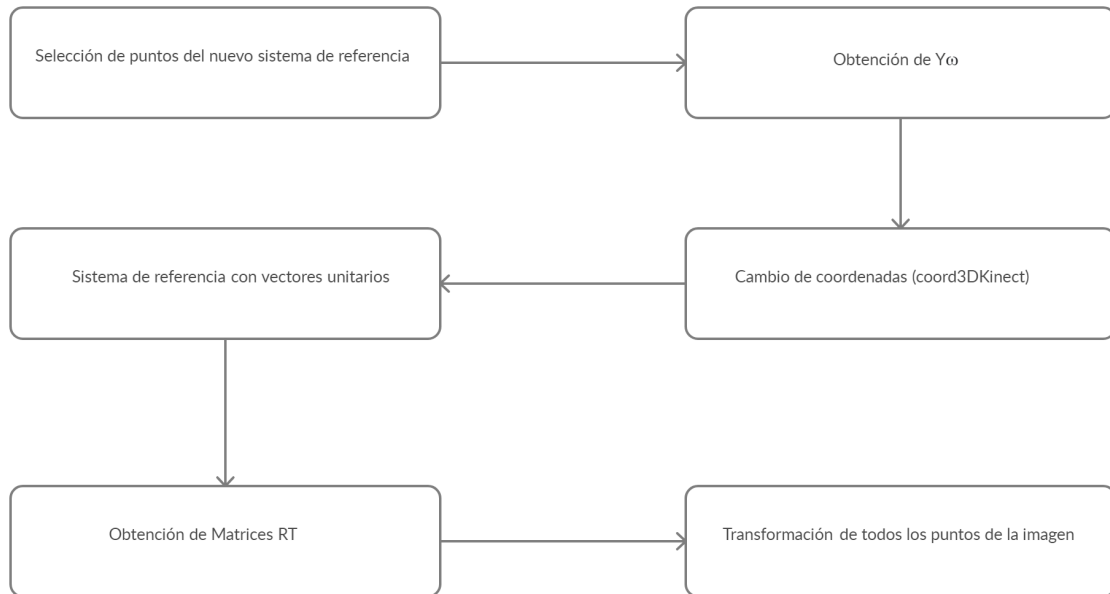 Selección de puntos del nuevo sistema de referencia
Obtención de Yω
Cambio de coordenadas (coord3DKinect)
Sistema de referencia con vectores unitarios
Obtención de Matrices RT
Transformación de todos los puntos de la imagen